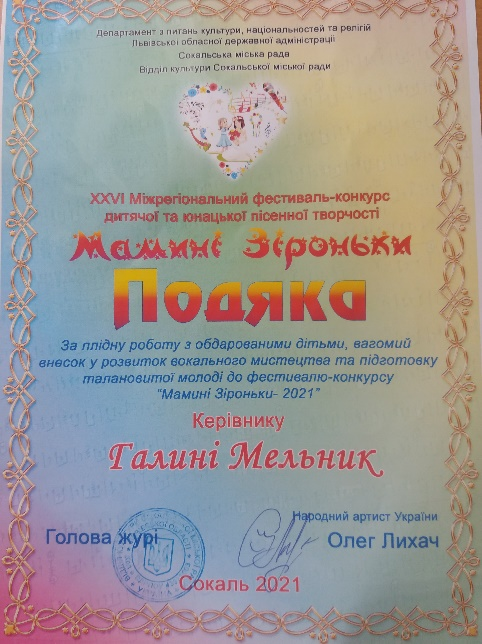 Департамент з питань культури, національностей та релігій
Львівської обласної державної адміністрації
Сокальська міська рада
Відділ культури Сокальської міської ради
XXVI Міжрегіональний фестиваль-конкурс
дитячої та юнацької пісенної творчості
Мамині Зіроньки
Подяка
За плідну роботу з обдарованими дітьми, вагомий
внесок у розвиток вокального мистецтва та підготовку
талановитої молоді до фестивалю-конкурсу
"Мамині Зіроньки- 2021"
Керівнику
Галині Мельник
Народний артист України
Голова журі Олег Лихач
Сокаль 2021